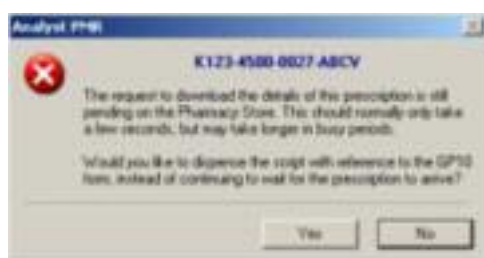 Analyst PMR
K123-4500-0027-ABCV
The request to download the details of this prescription is still
pending on the Pharmacy Store. This should normally only take
a few seconds, but may take longer in busy periods.
Would you like to dispense the script with reference to the GP10
form, instead of continuing to wait for the prescription to arrive?
Yes
No